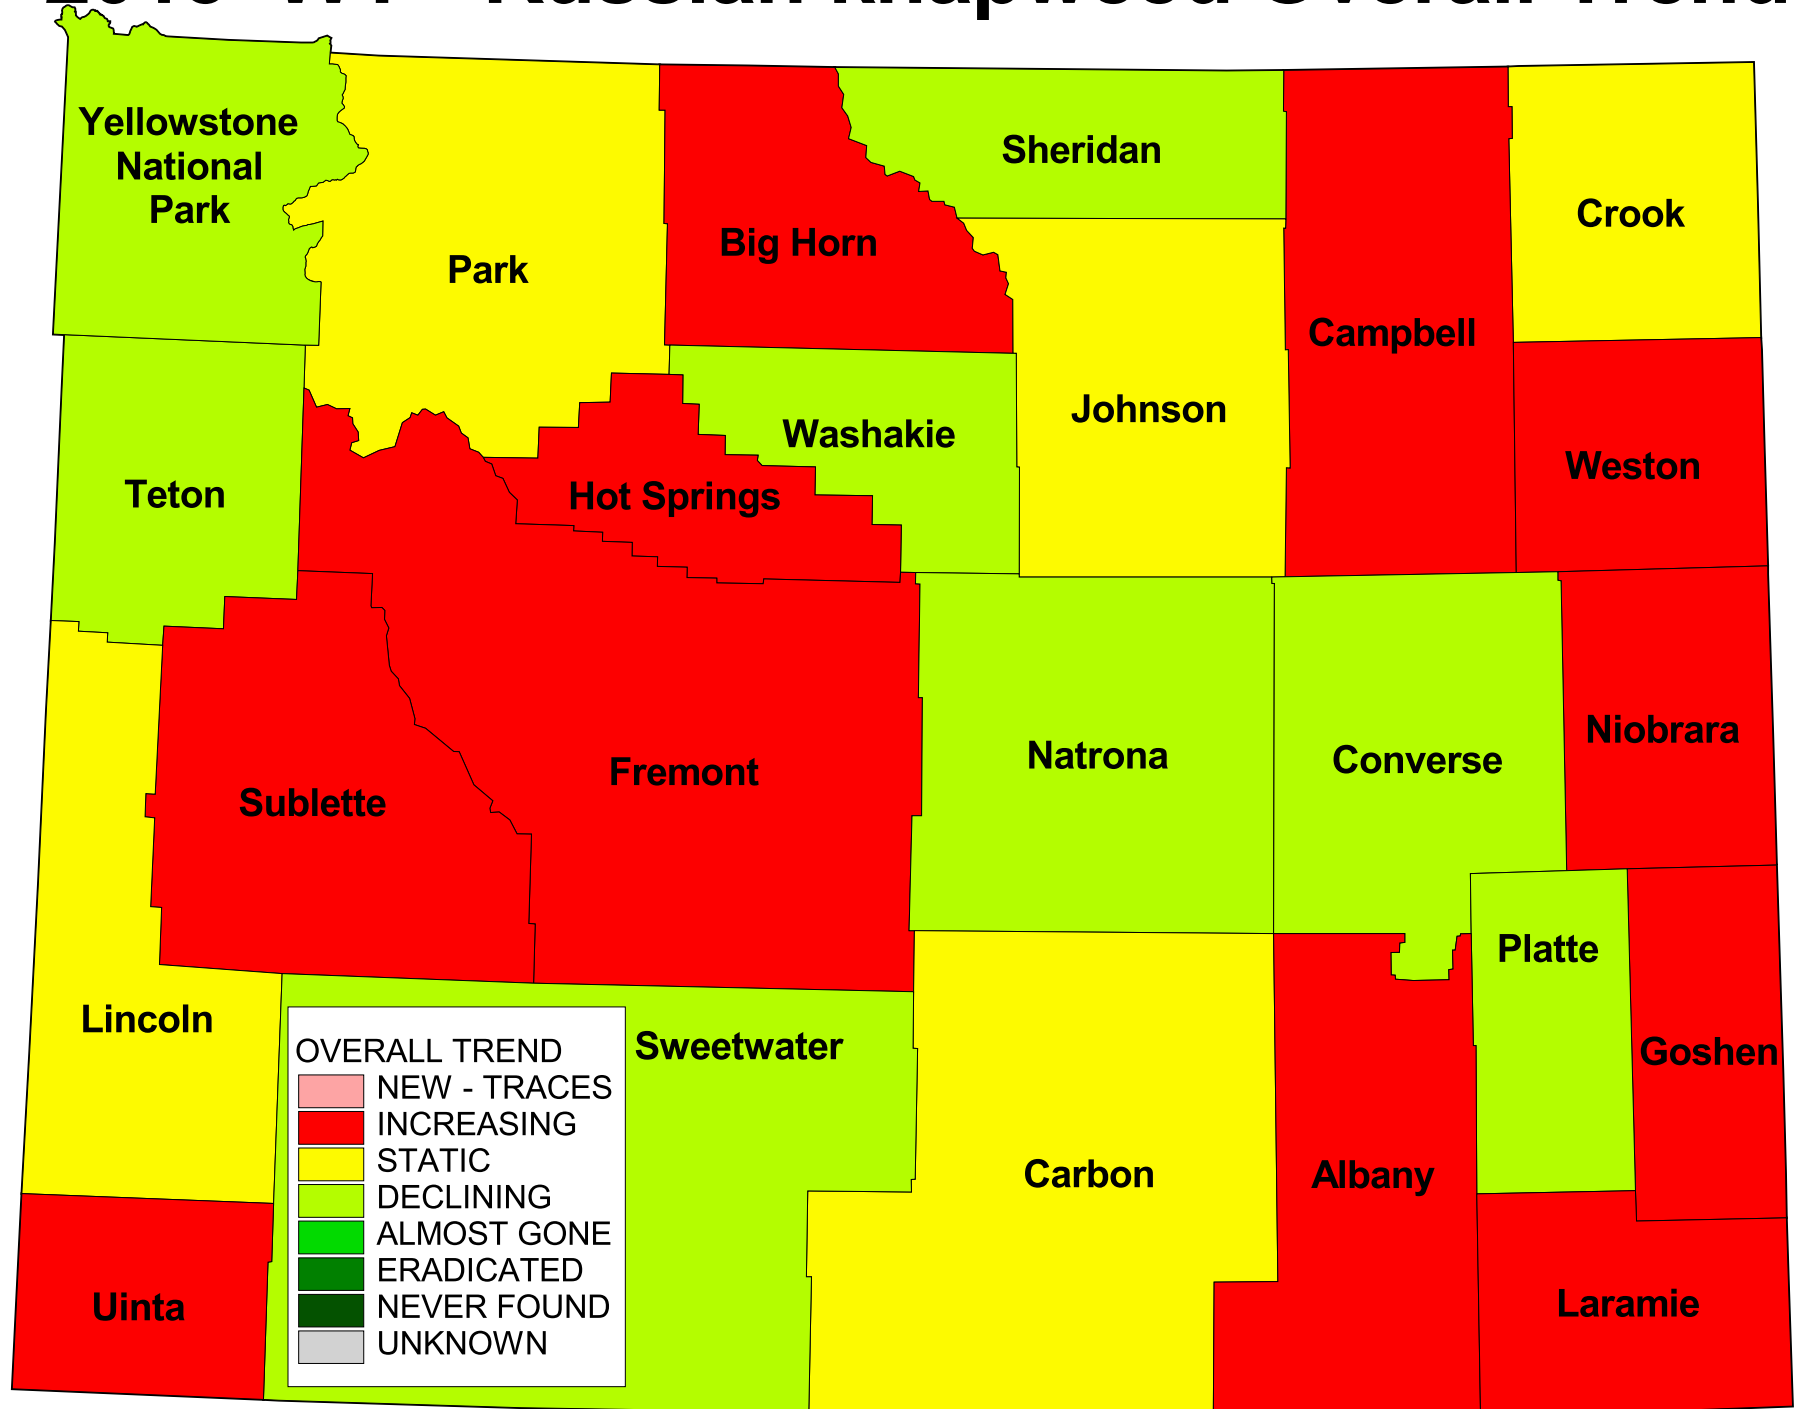 Yellowstone
National
Park
Park
Big Horn
Sheridan
Campbell
Crook
Johnson
Washakie
Hot Springs
Weston
Teton
Fremont
Sublette
Natrona
Converse
Niobrara
Lincoln
Sweetwater
Platte
Goshen
Carbon
Albany
Uinta
Laramie
OVERALL TREND
NEW - TRACES
INCREASING
STATIC
DECLINING
ALMOST GONE
ERADICATED
NEVER FOUND
UNKNOWN